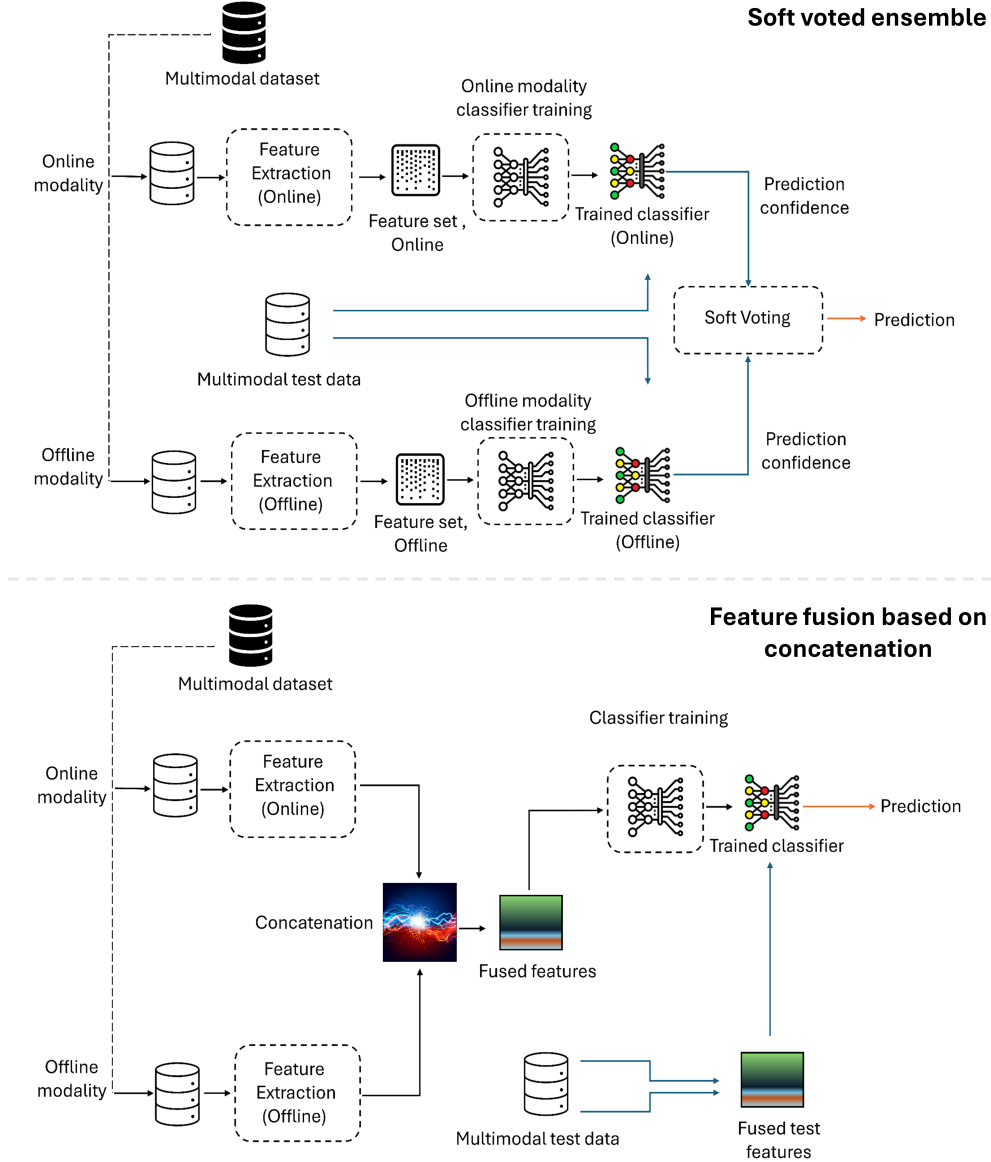 Soft voted ensemble
Multimodal dataset
Online modality
classifier training
Online
modality
Feature
Extraction
(Online)
Feature set ,
Online
Trained classifier
(Online)
Prediction
confidence
Multimodal test data
Soft Voting
Prediction
Offline modality
classifier training
Offline
modality
Feature
Extraction
(Offline)
Feature set,
Offline
Trained classifier
(Offline)
Prediction
confidence
Feature fusion based on
concatenation
Multimodal dataset
Classifier training
Online
modality
Feature
Extraction
(Online)
Trained classifier
Prediction
Concatenation
Fused features
Offline
modality
Feature
Extraction
(Offline)
Multimodal test data
Fused test
features